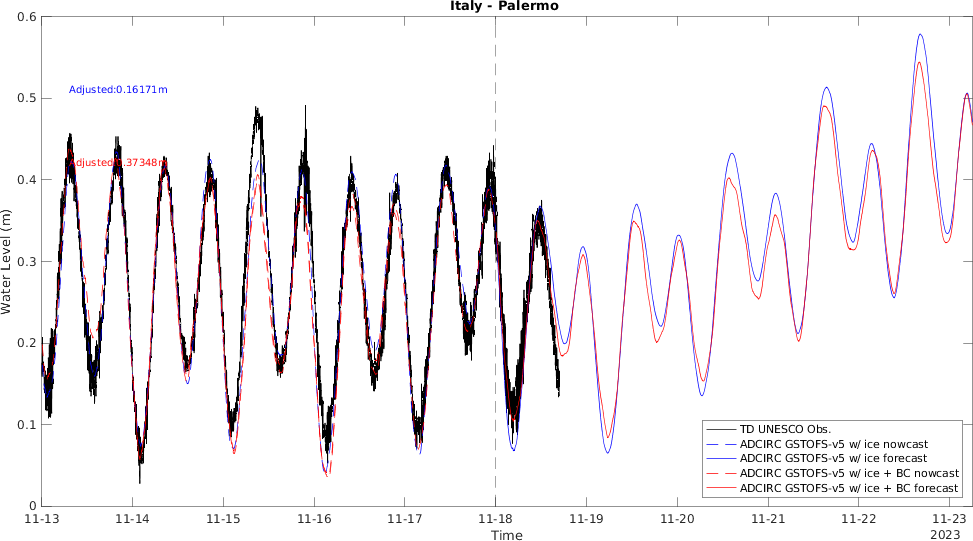 Italy - Palermo
0.6
0.5
0.4
0.3
0.2
0.1
0
Water Level (m)
Adjusted:0.16171m
Adjusted:0.37348m
TD UNESCO Obs.
ADCIRC GSTOFS-v5 w/ ice nowcast
ADCIRC GSTOFS-v5 w/ ice forecast
ADCIRC GSTOFS-v5 w/ ice + BC nowcast
ADCIRC GSTOFS-v5 w/ ice + BC forecast
11-13 11-14 11-15 11-16 11-17 11-18 11-19 11-20 11-21 11-22 11-23
2023
Time